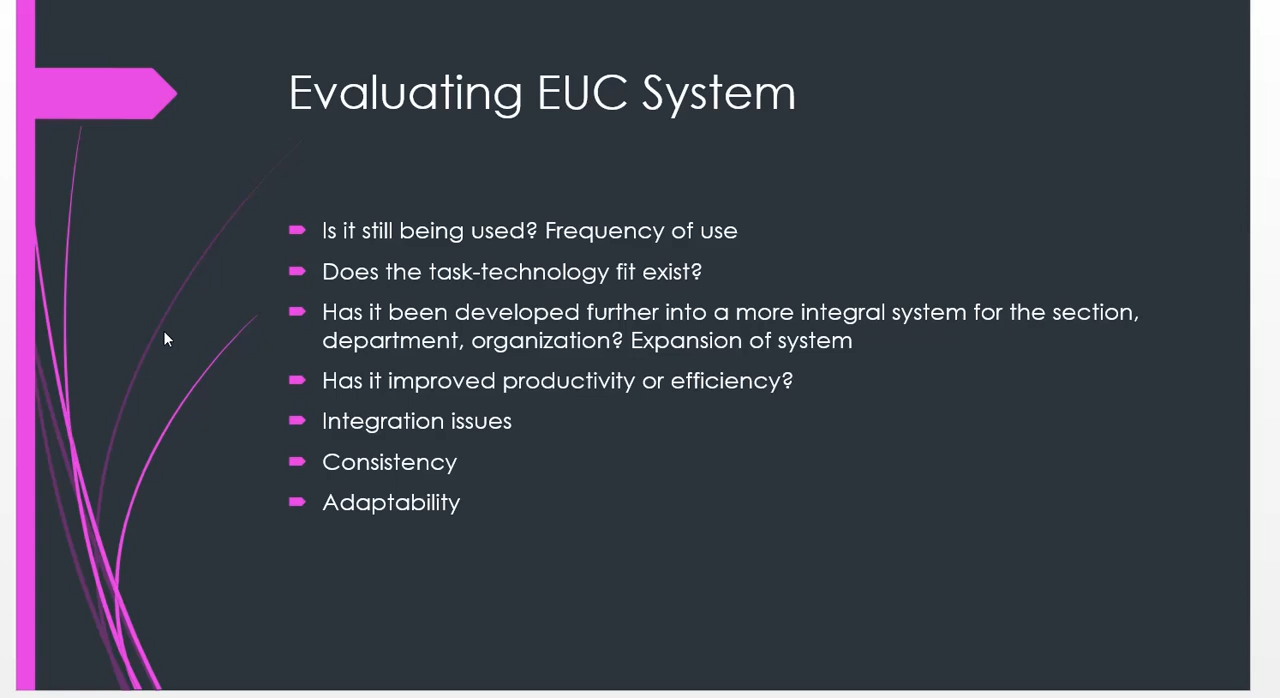 Evaluating EUC System
Is it still being used? Frequency of use
Does the task-technology fit exist?
Has it been developed further into a more integral system for the section,
department, organization? Expansion of system
Has it improved productivity or efficiency?
Integration issues
Consistency
Adaptability